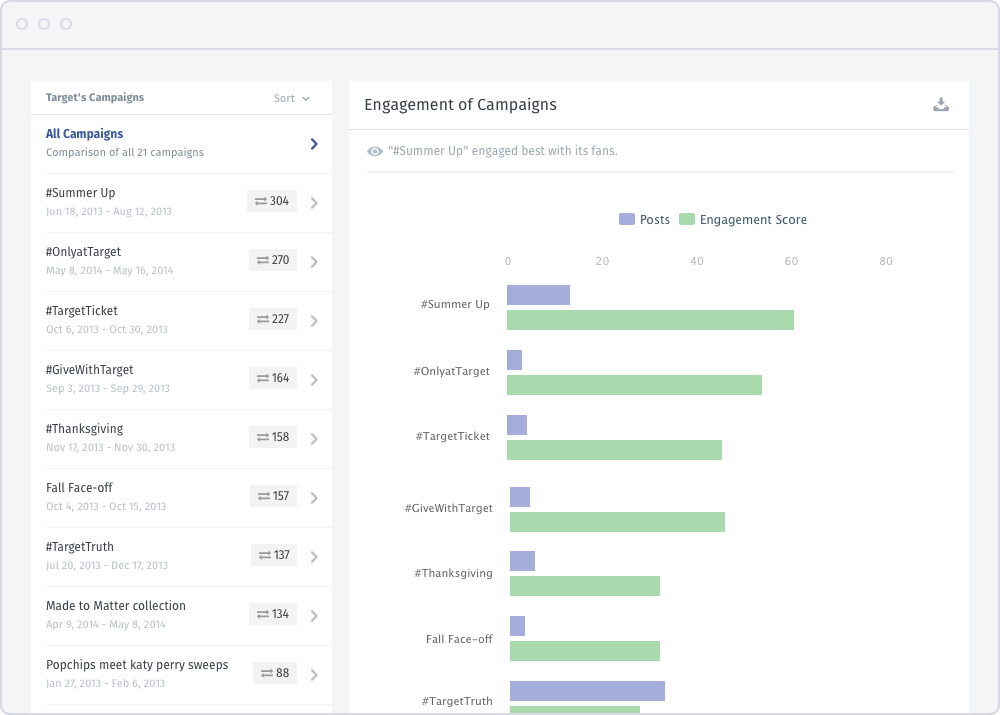 Target's Campaigns
Sort
All Campaigns
Comparison of all 21 campaigns
#Summer Up
Jun 18, 2013 - Aug 12, 2013
304
#OnlyatTarget
May 8, 2014 - May 16, 2014
270
#TargetTicket
Oct 6, 2013 - Oct 30, 2013
227
#GiveWithTarget
Sep 3, 2013 - Sep 29, 2013
164
#Thanksgiving
Nov 17, 2013 - Nov 30, 2013
158
Fall Face-off
Oct 4, 2013 - Oct 15, 2013
157
#TargetTruth
Jul 20, 2013 - Dec 17, 2013
137
Made to Matter collection
Apr 9, 2014 - May 8, 2014
134
Popchips meet katy perry sweeps
Jan 27, 2013 - Feb 6, 2013
88
Engagement of Campaigns
"#Summer Up" engaged best with its fans.
Posts Engagement Score
0 20 40 60 80
#Summer Up
#OnlyatTarget
#TargetTicket
#GiveWithTarget
#Thanksgiving
Fall Face-off
#TargetTruth